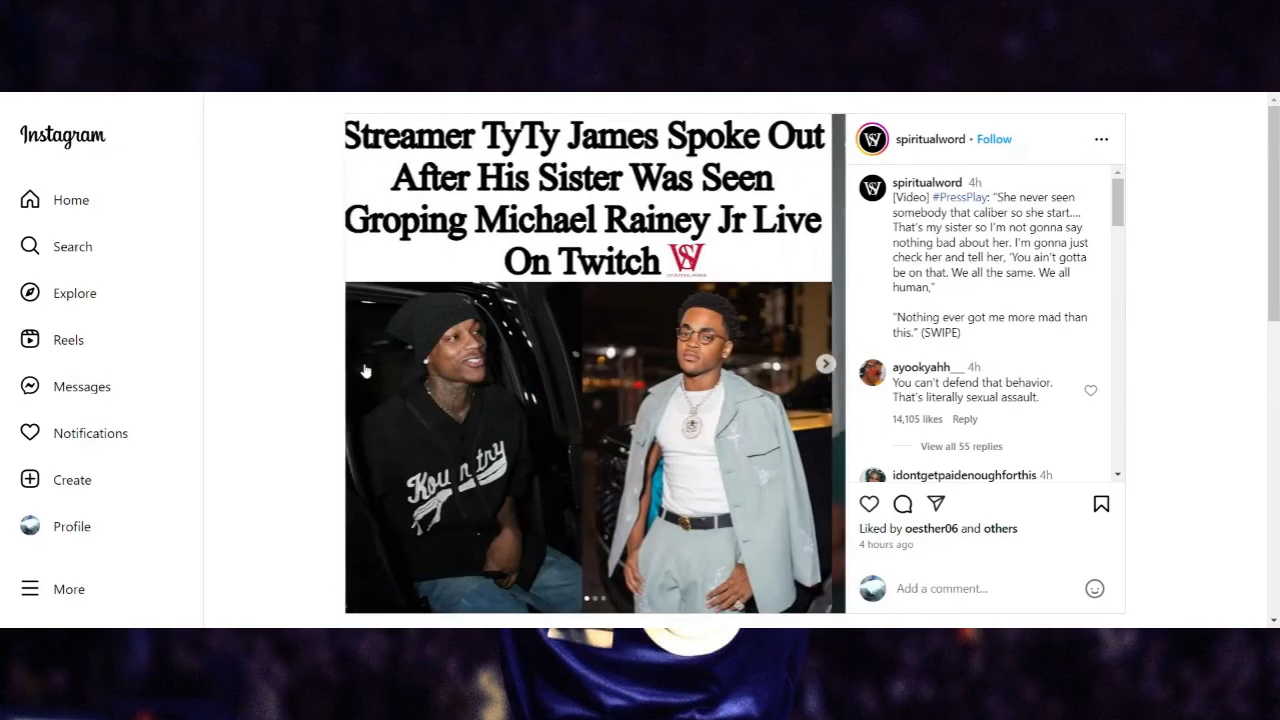 Instagram
Home
Search
Explore
Reels
Messages
Notifications
Create
Profile
More
Streamer TyTy James Spoke Out
After His Sister Was Seen
Groping Michael Rainey Jr Live
On Twitch
Kountry
spiritualword • Follow
spiritualword 4h
[Video] #PressPlay: "She never seen
somebody that caliber so she start....
That's my sister so I'm not gonna say
nothing bad about her. I'm gonna just
check her and tell her, 'You ain't gotta
be on that. We all the same. We all
human,"
"Nothing ever got me more mad than
this." (SWIPE)
ayookyahh__ 4h
You can't defend that behavior.
That's literally sexual assault.
14,105 likes Reply
View all 55 replies
idontgetpaidenoughforthis 4h
Liked by oesther06 and others
4 hours ago
Add a comment...